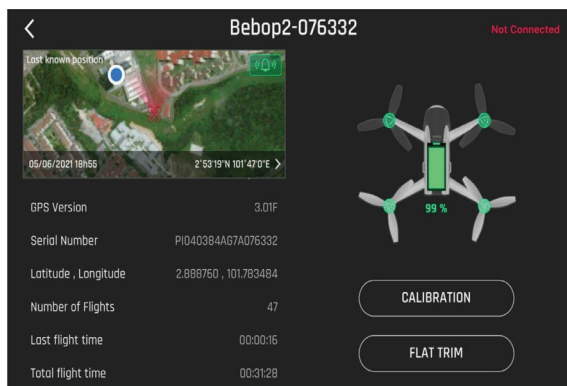 Bebop2-076332
Not Connected
Last known position
05/06/2021 18h55
2°53'19"N 101°47'0"E
GPS Version 3.01F
Serial Number PI040384AG7A076332
Latitude , Longitude 2.888760 , 101.783484
Number of Flights 47
Last flight time 00:00:16
Total flight time 00:31:28
99 %
CALIBRATION
FLAT TRIM